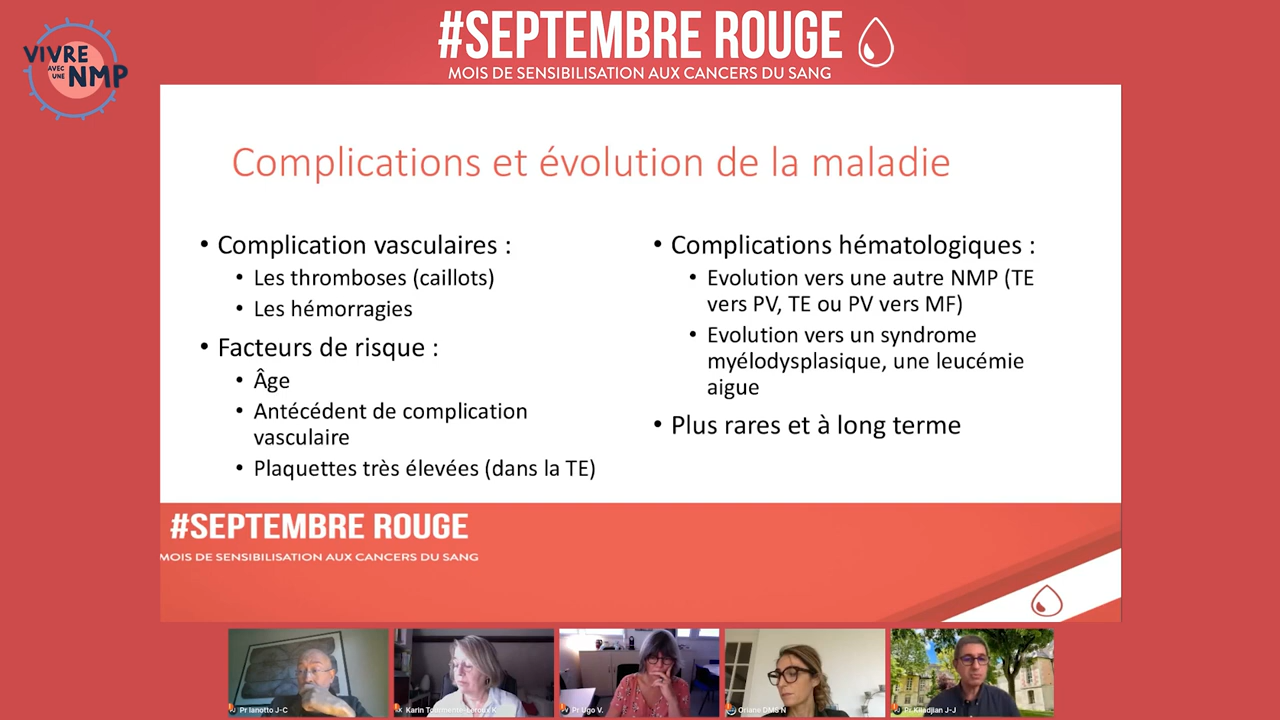 #SEPTEMBRE ROUGE
MOIS DE SENSIBILISATION AUX CANCERS DU SANG
VIVRE
AVEC
UNE NMP
Complications et évolution de la maladie
• Complication vasculaires :
• Les thromboses (caillots)
• Les hémorragies
• Facteurs de risque :
• Âge
• Antécédent de complication
vasculaire
• Plaquettes très élevées (dans la TE)
• Complications hématologiques :
• Evolution vers une autre NMP (TE
vers PV, TE ou PV vers MF)
• Evolution vers un syndrome
myélodysplasique, une leucémie
aigue
• Plus rares et à long terme
#SEPTEMBRE ROUGE
MOIS DE SENSIBILISATION AUX CANCERS DU SANG
Pr Ianotto J-C
Karin
Pr Ugo V.
Oriane DMS N
Pr Kiladjian J-J